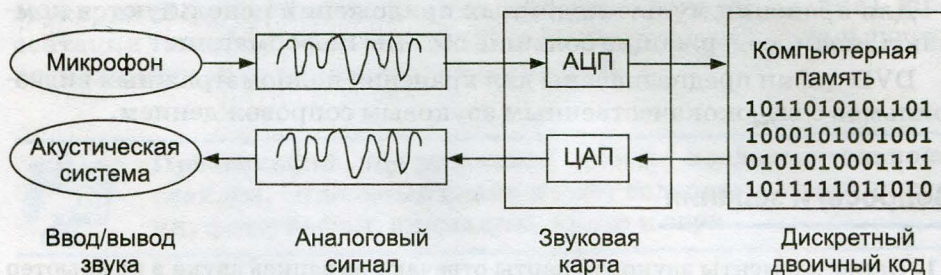 Микрофон
АЦП
Компьютерная
память
1011010101101
1000101001001
0101010001111
1011111011010
Акустическая
система
ЦАП
Ввод/вывод
звука
Аналоговый
сигнал
Звуковая
карта
Дискретный
двоичный код